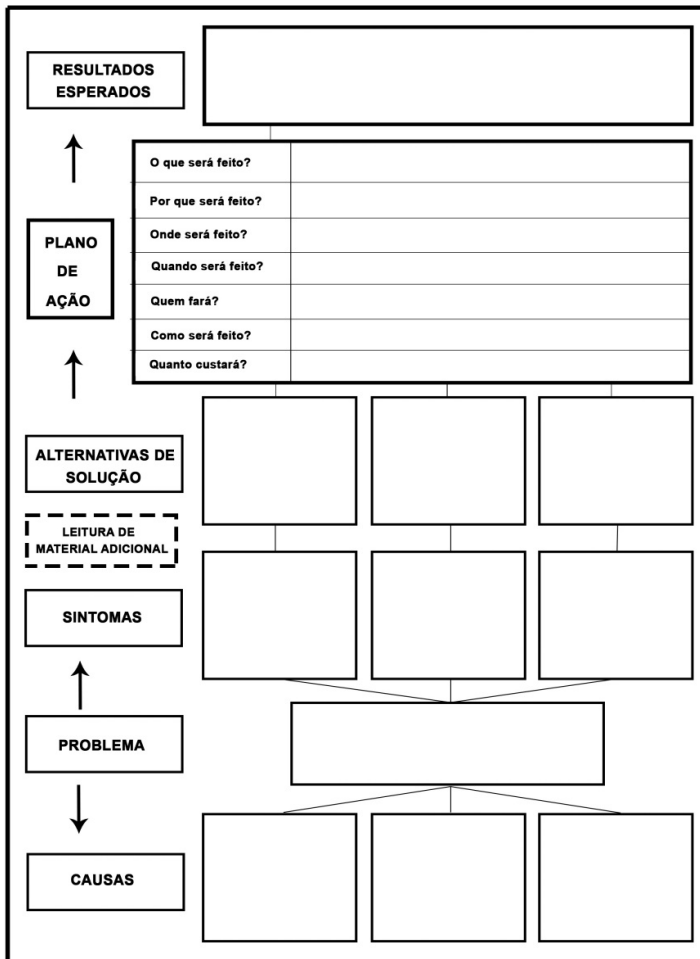 RESULTADOS
ESPERADOS
O que será feito?
Por que será feito?
Onde será feito?
Quando será feito?
Quem fará?
Como será feito?
Quanto custará?
PLANO
DE
AÇÃO
ALTERNATIVAS DE
SOLUÇÃO
LEITURA DE
MATERIAL ADICIONAL
SINTOMAS
PROBLEMA
CAUSAS